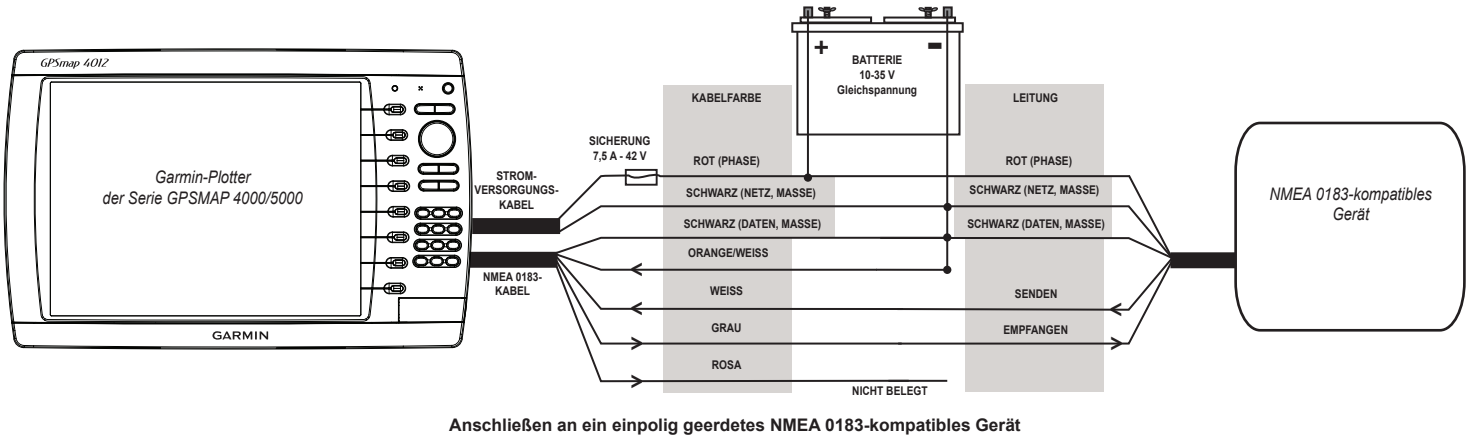 GPSmap 4012
Garmin-Plotter
der Serie GPSMAP 4000/5000
GARMIN
STROM-
VERSORGUNGS-
KABEL
NMEA 0183-
KABEL
SICHERUNG
7,5 A - 42 V
KABELFARBE
ROT (PHASE)
SCHWARZ (NETZ, MASSE)
SCHWARZ (DATEN, MASSE)
ORANGE/WEISS
WEISS
GRAU
ROSA
+ -
BATTERIE
10-35 V
Gleichspannung
NICHT BELEGT
LEITUNG
ROT (PHASE)
SCHWARZ (NETZ, MASSE)
SCHWARZ (DATEN, MASSE)
SENDEN
EMPFANGEN
NMEA 0183-kompatibles
Gerät
Anschließen an ein einpolig geerdetes NMEA 0183-kompatibles Gerät